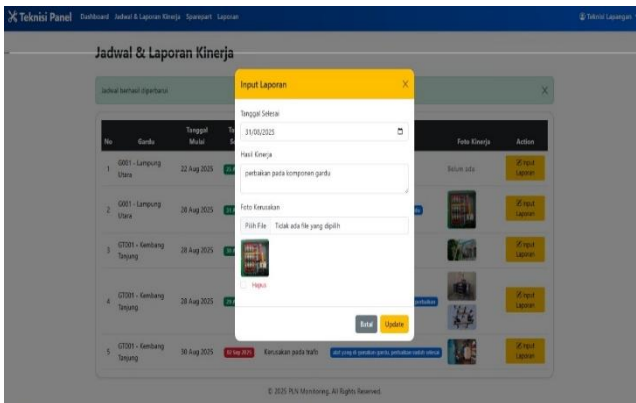 Teknisi Panel Dashboard Jadwal & Laporan Kinerja Sparepart Laporan Teknisi Lapangan
Jadwal & Laporan Kinerja
Jadwal berhasil diperbarui X
Input Laporan X
Tanggal Selesai
31/08/2025
Hasil Kinerja
perbaikan pada komponen gardu
Foto Kerusakan
Pilih File Tidak ada file yang dipilih
Hapus
Batal Update
No Gardu Tanggal Mulai Foto Kinerja Action
1 G001 - Lampung Utara 22 Aug 2025 Belum ada Input Laporan
2 G001 - Lampung Utara 28 Aug 2025 Input Laporan
3 GT001 - Kembang Tanjung 28 Aug 2025 Input Laporan
4 GT001 - Kembang Tanjung 28 Aug 2025 perbaikan Input Laporan
5 GT001 - Kembang Tanjung 30 Aug 2025 02 Sep 2025 Kerusakan pada trafo Input Laporan
© 2025 PLN Monitoring. All Rights Reserved.